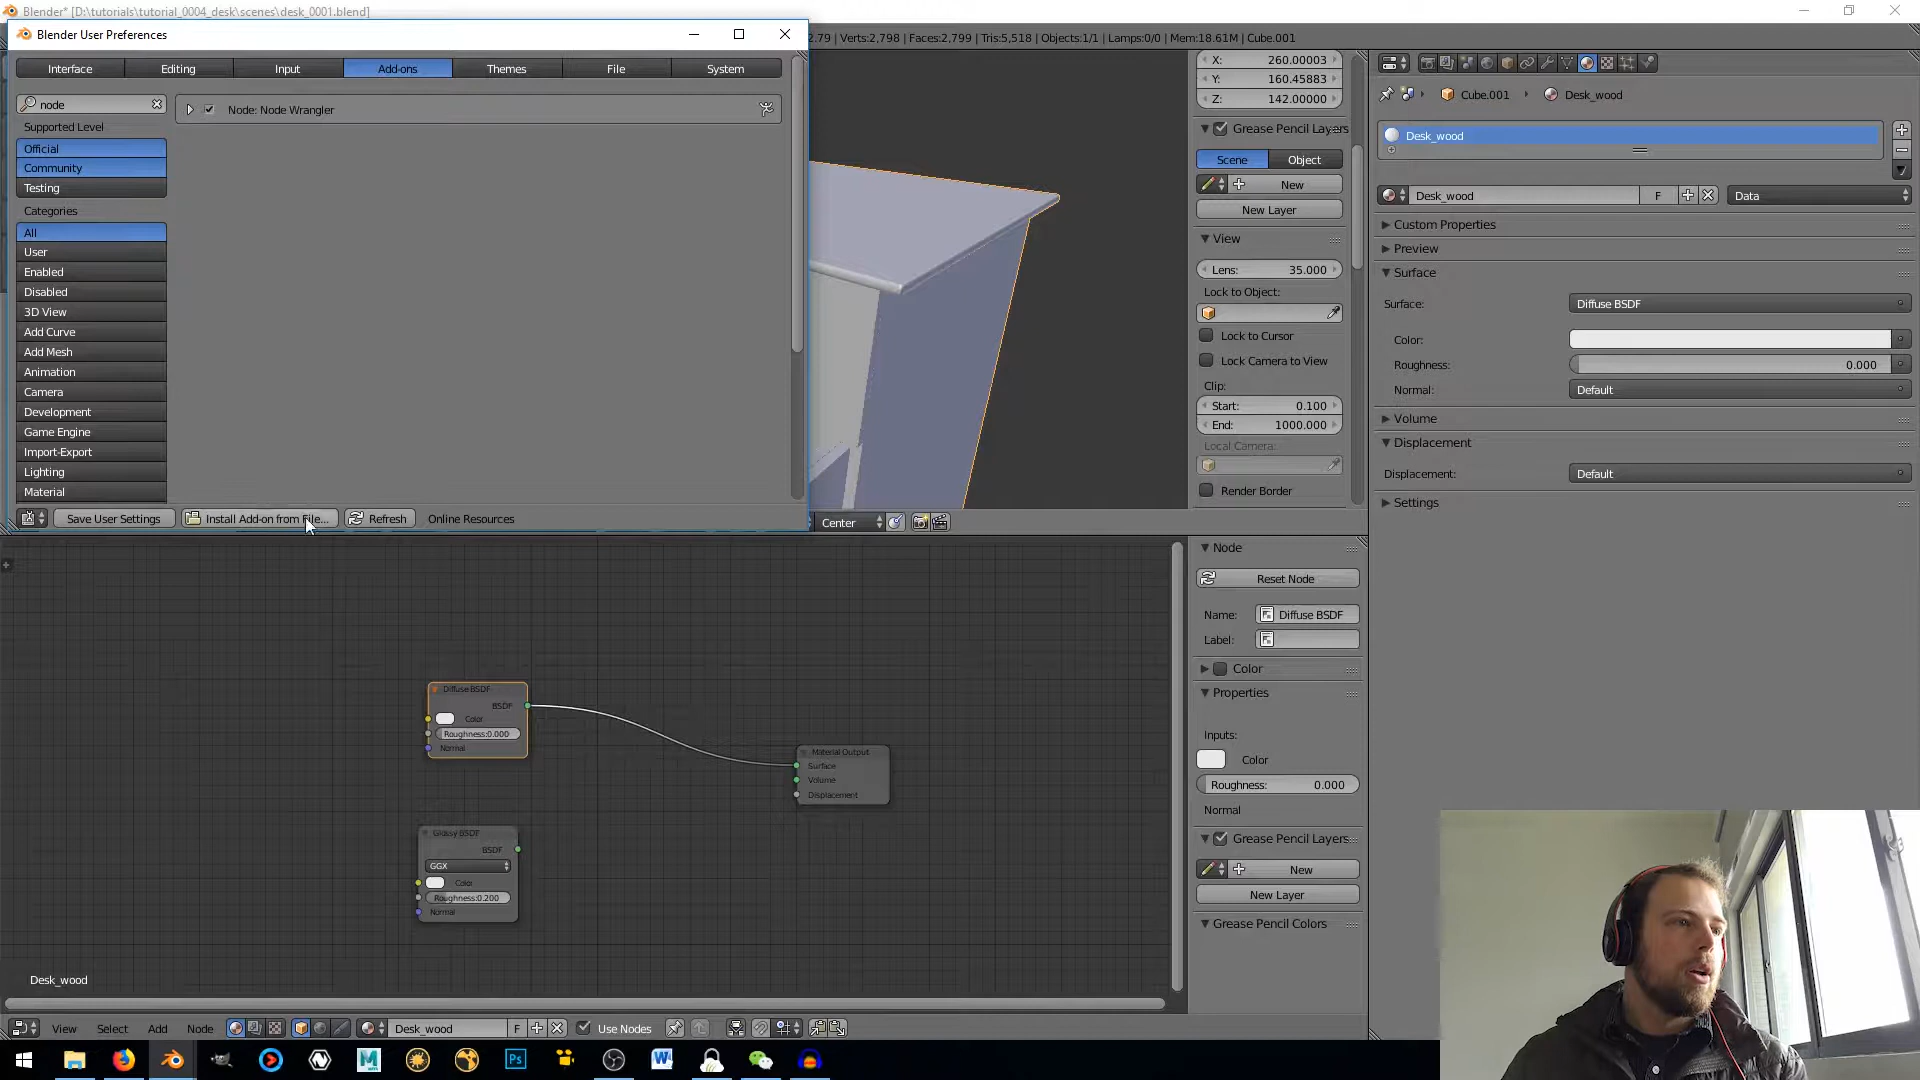 Blender* [D:\tutorials\tutorial_0004_desk\scenes\desk_0001.blend]
Blender User Preferences
2.79 | Verts:2,798 | Faces:2,799 | Tris:5,518 | Objects:1/1 | Lamps:0/0 | Mem:18.61M | Cube.001
Interface
Editing
Input
Add-ons
Themes
File
System
node
Node: Node Wrangler
Supported Level
Official
Community
Testing
Categories
All
User
Enabled
Disabled
3D View
Add Curve
Add Mesh
Animation
Camera
Development
Game Engine
Import-Export
Lighting
Material
Save User Settings
Install Add-on from File...
Refresh
Online Resources
Center
X: 260.00003
Y: 160.45883
Z: 142.00000
Grease Pencil Layers
Scene
Object
New
New Layer
View
Lens: 35.000
Lock to Object:
Lock to Cursor
Lock Camera to View
Clip:
Start: 0.100
End: 1000.000
Local Camera:
Render Border
Cube.001
Desk_wood
Desk_wood
Desk_wood
F
Data
Custom Properties
Preview
Surface
Surface: Diffuse BSDF
Color:
Roughness: 0.000
Normal: Default
Volume
Displacement
Displacement: Default
Settings
Diffuse BSDF
BSDF
Color
Roughness:0.000
Normal
Glossy BSDF
BSDF
GGX
Color
Roughness:0.200
Normal
Material Output
Surface
Volume
Displacement
Desk_wood
Node
Reset Node
Name: Diffuse BSDF
Label:
Color
Properties
Inputs:
Color
Roughness: 0.000
Normal
Grease Pencil Layers
New
New Layer
Grease Pencil Colors
View
Select
Add
Node
Desk_wood
F
Use Nodes
M
Ps
W